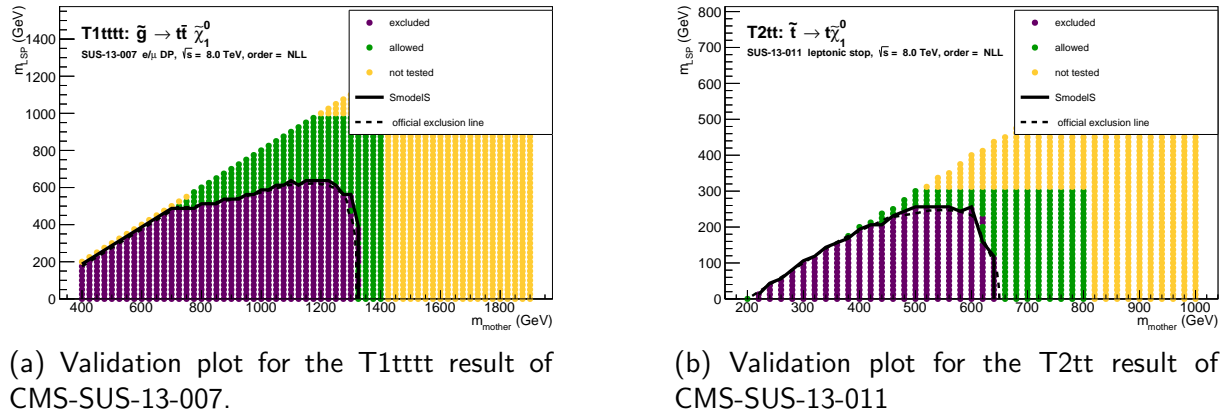 T1tttt: g̃ → tt̄ χ̃₁⁰
SUS-13-007 e/μ DP, √s = 8.0 TeV, order = NLL
excluded
allowed
not tested
SmodelS
official exclusion line
m_LSP (GeV)
1400
1200
1000
800
600
400
200
0
400 600 800 1000 1200 1400 1600 1800
m_mother (GeV)
(a) Validation plot for the T1tttt result of
CMS-SUS-13-007.
T2tt: t̃ → tχ̃₁⁰
SUS-13-011 leptonic stop, √s = 8.0 TeV, order = NLL
excluded
allowed
not tested
SmodelS
official exclusion line
m_LSP (GeV)
800
700
600
500
400
300
200
100
0
200 300 400 500 600 700 800 900 1000
m_mother (GeV)
(b) Validation plot for the T2tt result of
CMS-SUS-13-011